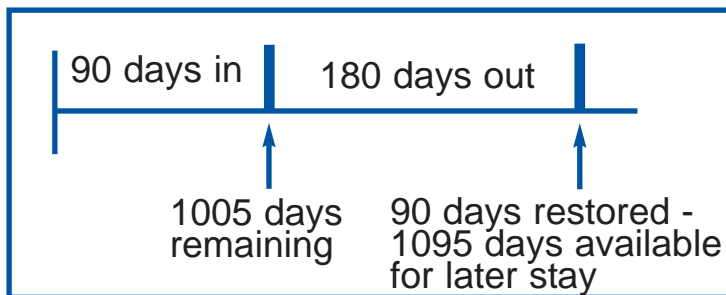 90 days in
180 days out
1005 days
remaining
90 days restored -
1095 days available
for later stay